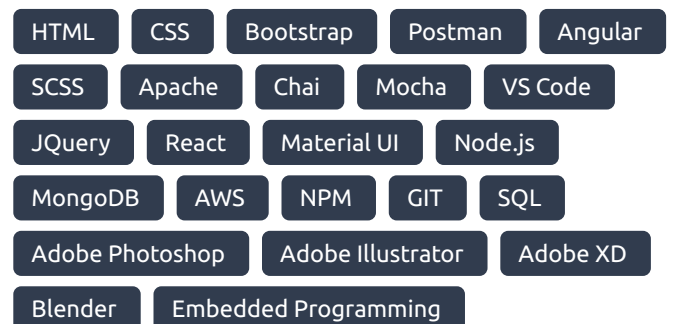 HTML CSS Bootstrap Postman Angular
SCSS Apache Chai Mocha VS Code
JQuery React Material UI Node.js
MongoDB AWS NPM GIT SQL
Adobe Photoshop Adobe Illustrator Adobe XD
Blender Embedded Programming